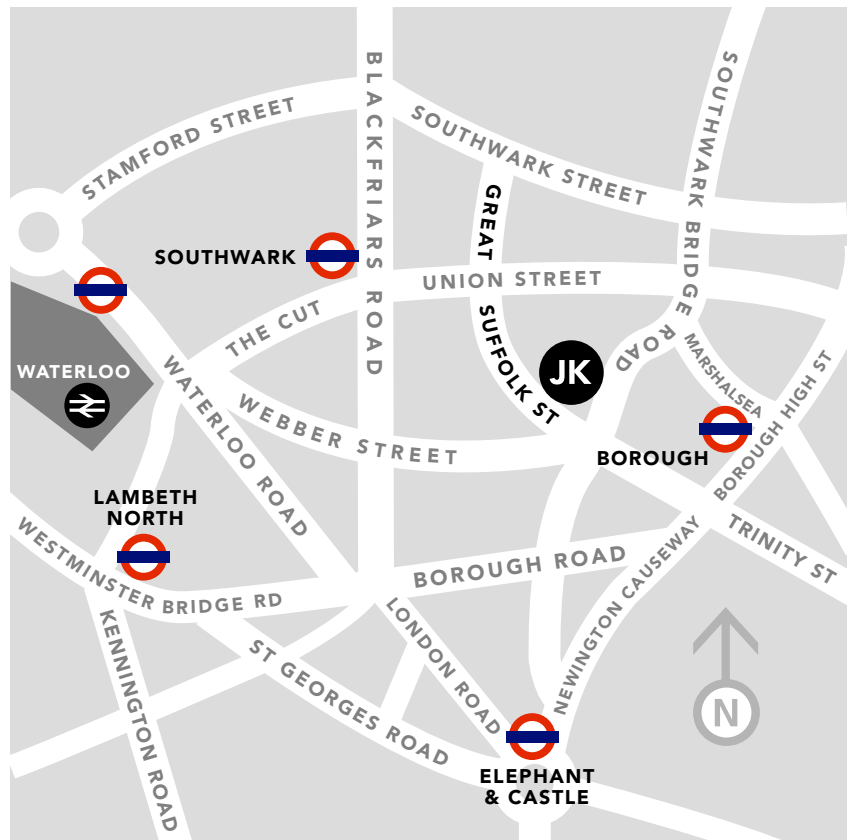 STAMFORD STREET
BLACKFRIARS ROAD
SOUTHWARK STREET
SOUTHWARK BRIDGE ROAD
GREAT SUFFOLK ST
SOUTHWARK
UNION STREET
THE CUT
WATERLOO
WATERLOO ROAD
JK
MARSHALSEA
BOROUGH HIGH ST
WEBBER STREET
BOROUGH
LAMBETH
NORTH
WESTMINSTER BRIDGE RD
BOROUGH ROAD
NEWINGTON CAUSEWAY
TRINITY ST
KENNINGTON ROAD
ST GEORGES ROAD
LONDON ROAD
N
ELEPHANT
& CASTLE